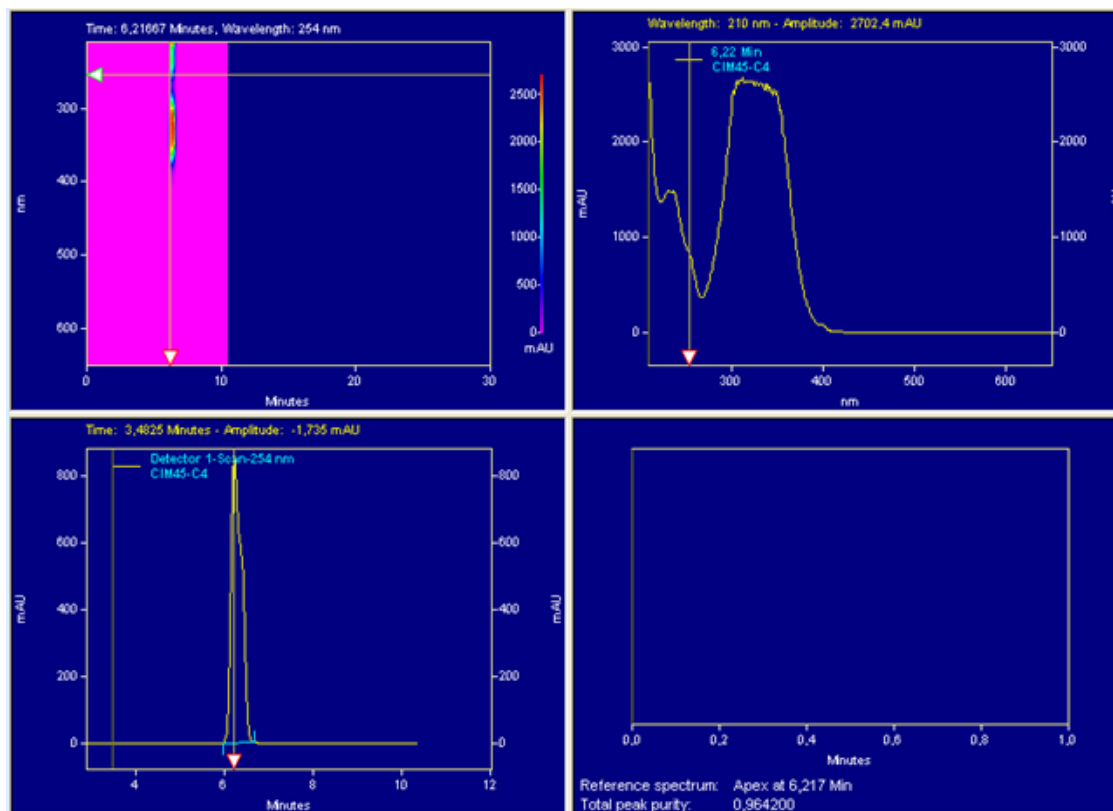 Time: 6,21667 Minutes, Wavelength: 254 nm
300
400
500
600
nm
0
10
20
30
Minutes
2500
2000
1500
1000
500
0
mAU
Wavelength: 210 nm - Amplitude: 2702,4 mAU
6,22 Min
CIM45-C4
3000
2000
1000
0
mAU
3000
2000
1000
0
300
400
500
600
nm
Time: 3,4825 Minutes - Amplitude: -1,735 mAU
Detector 1-Scan-254 nm
CIM45-C4
800
600
400
200
0
mAU
800
600
400
200
0
mAU
4
6
8
10
12
Minutes
0,0
0,2
0,4
0,6
0,8
1,0
Minutes
Reference spectrum: Apex at 6,217 Min
Total peak purity: 0,964200